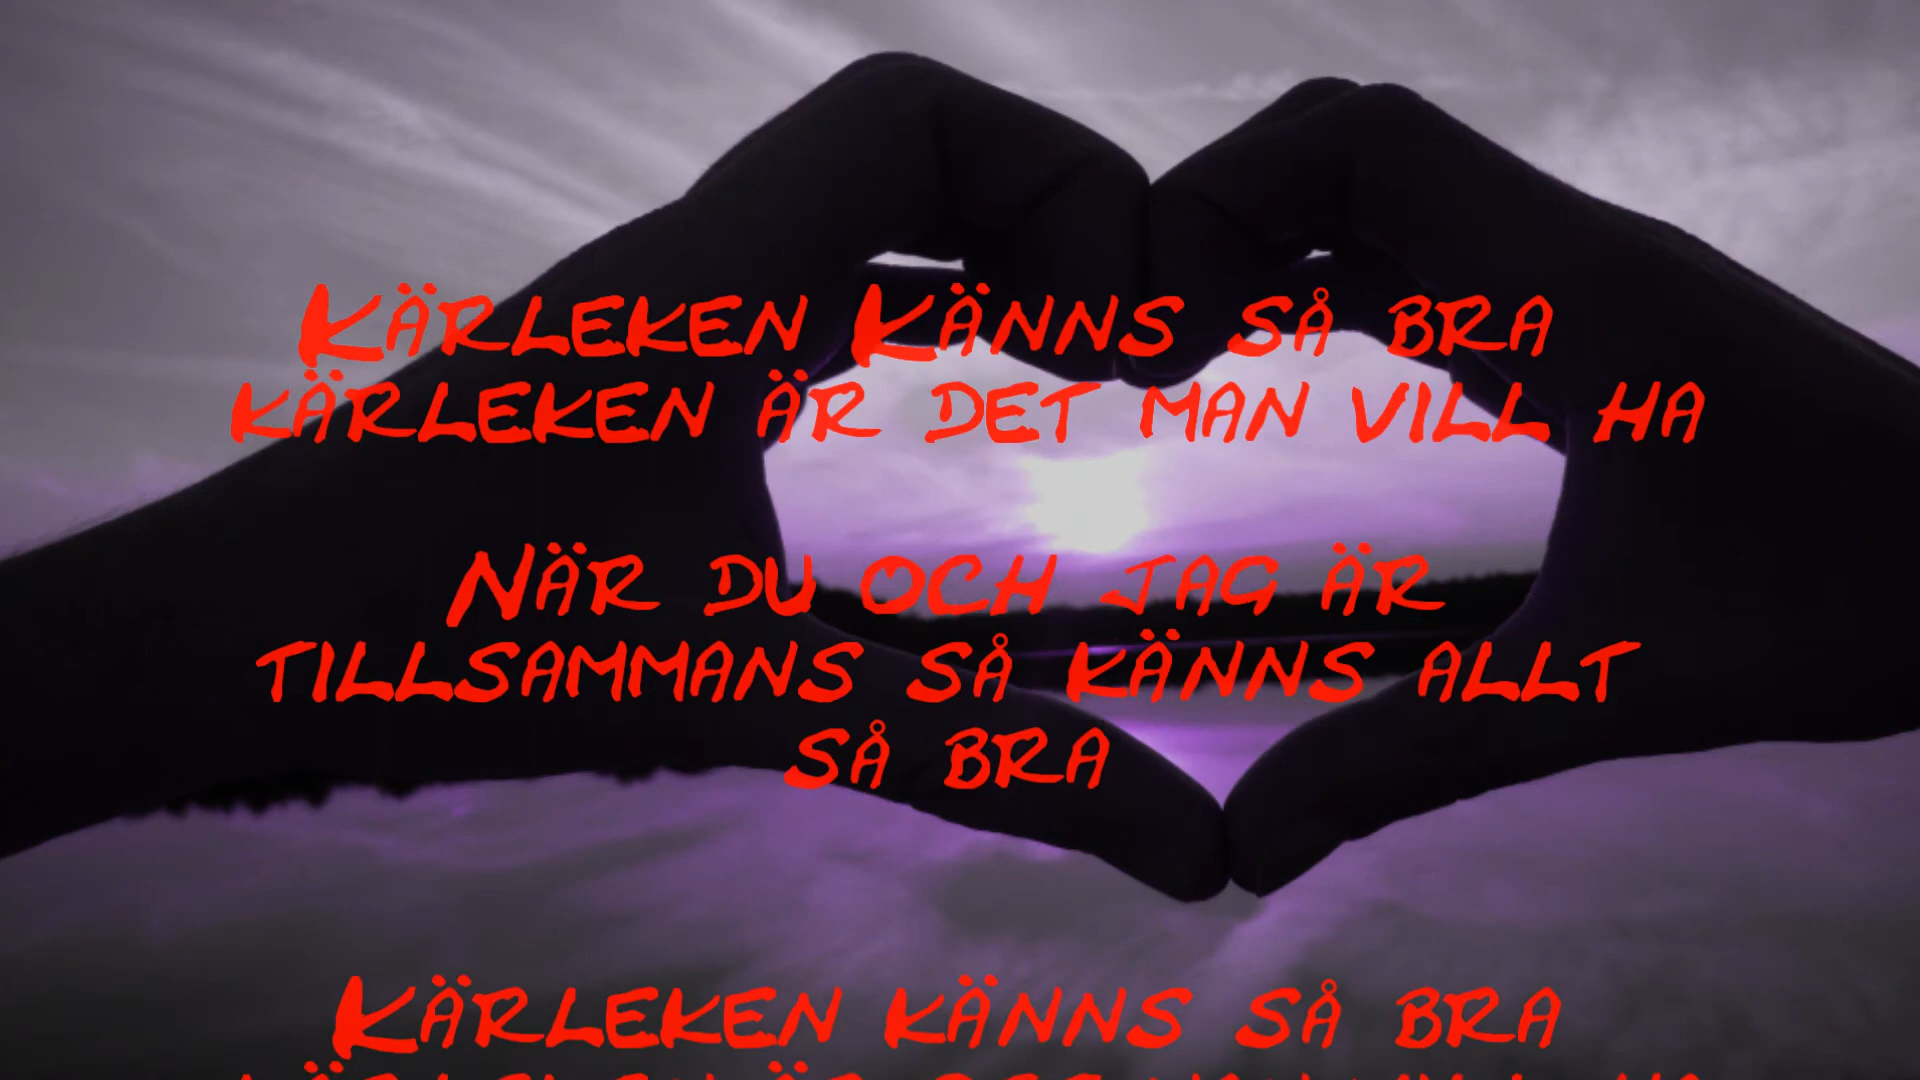 Kärleken Känns så bra
kärleken är det man vill ha
När du och jag är
tillsammans så känns allt
så bra
Kärleken känns så bra